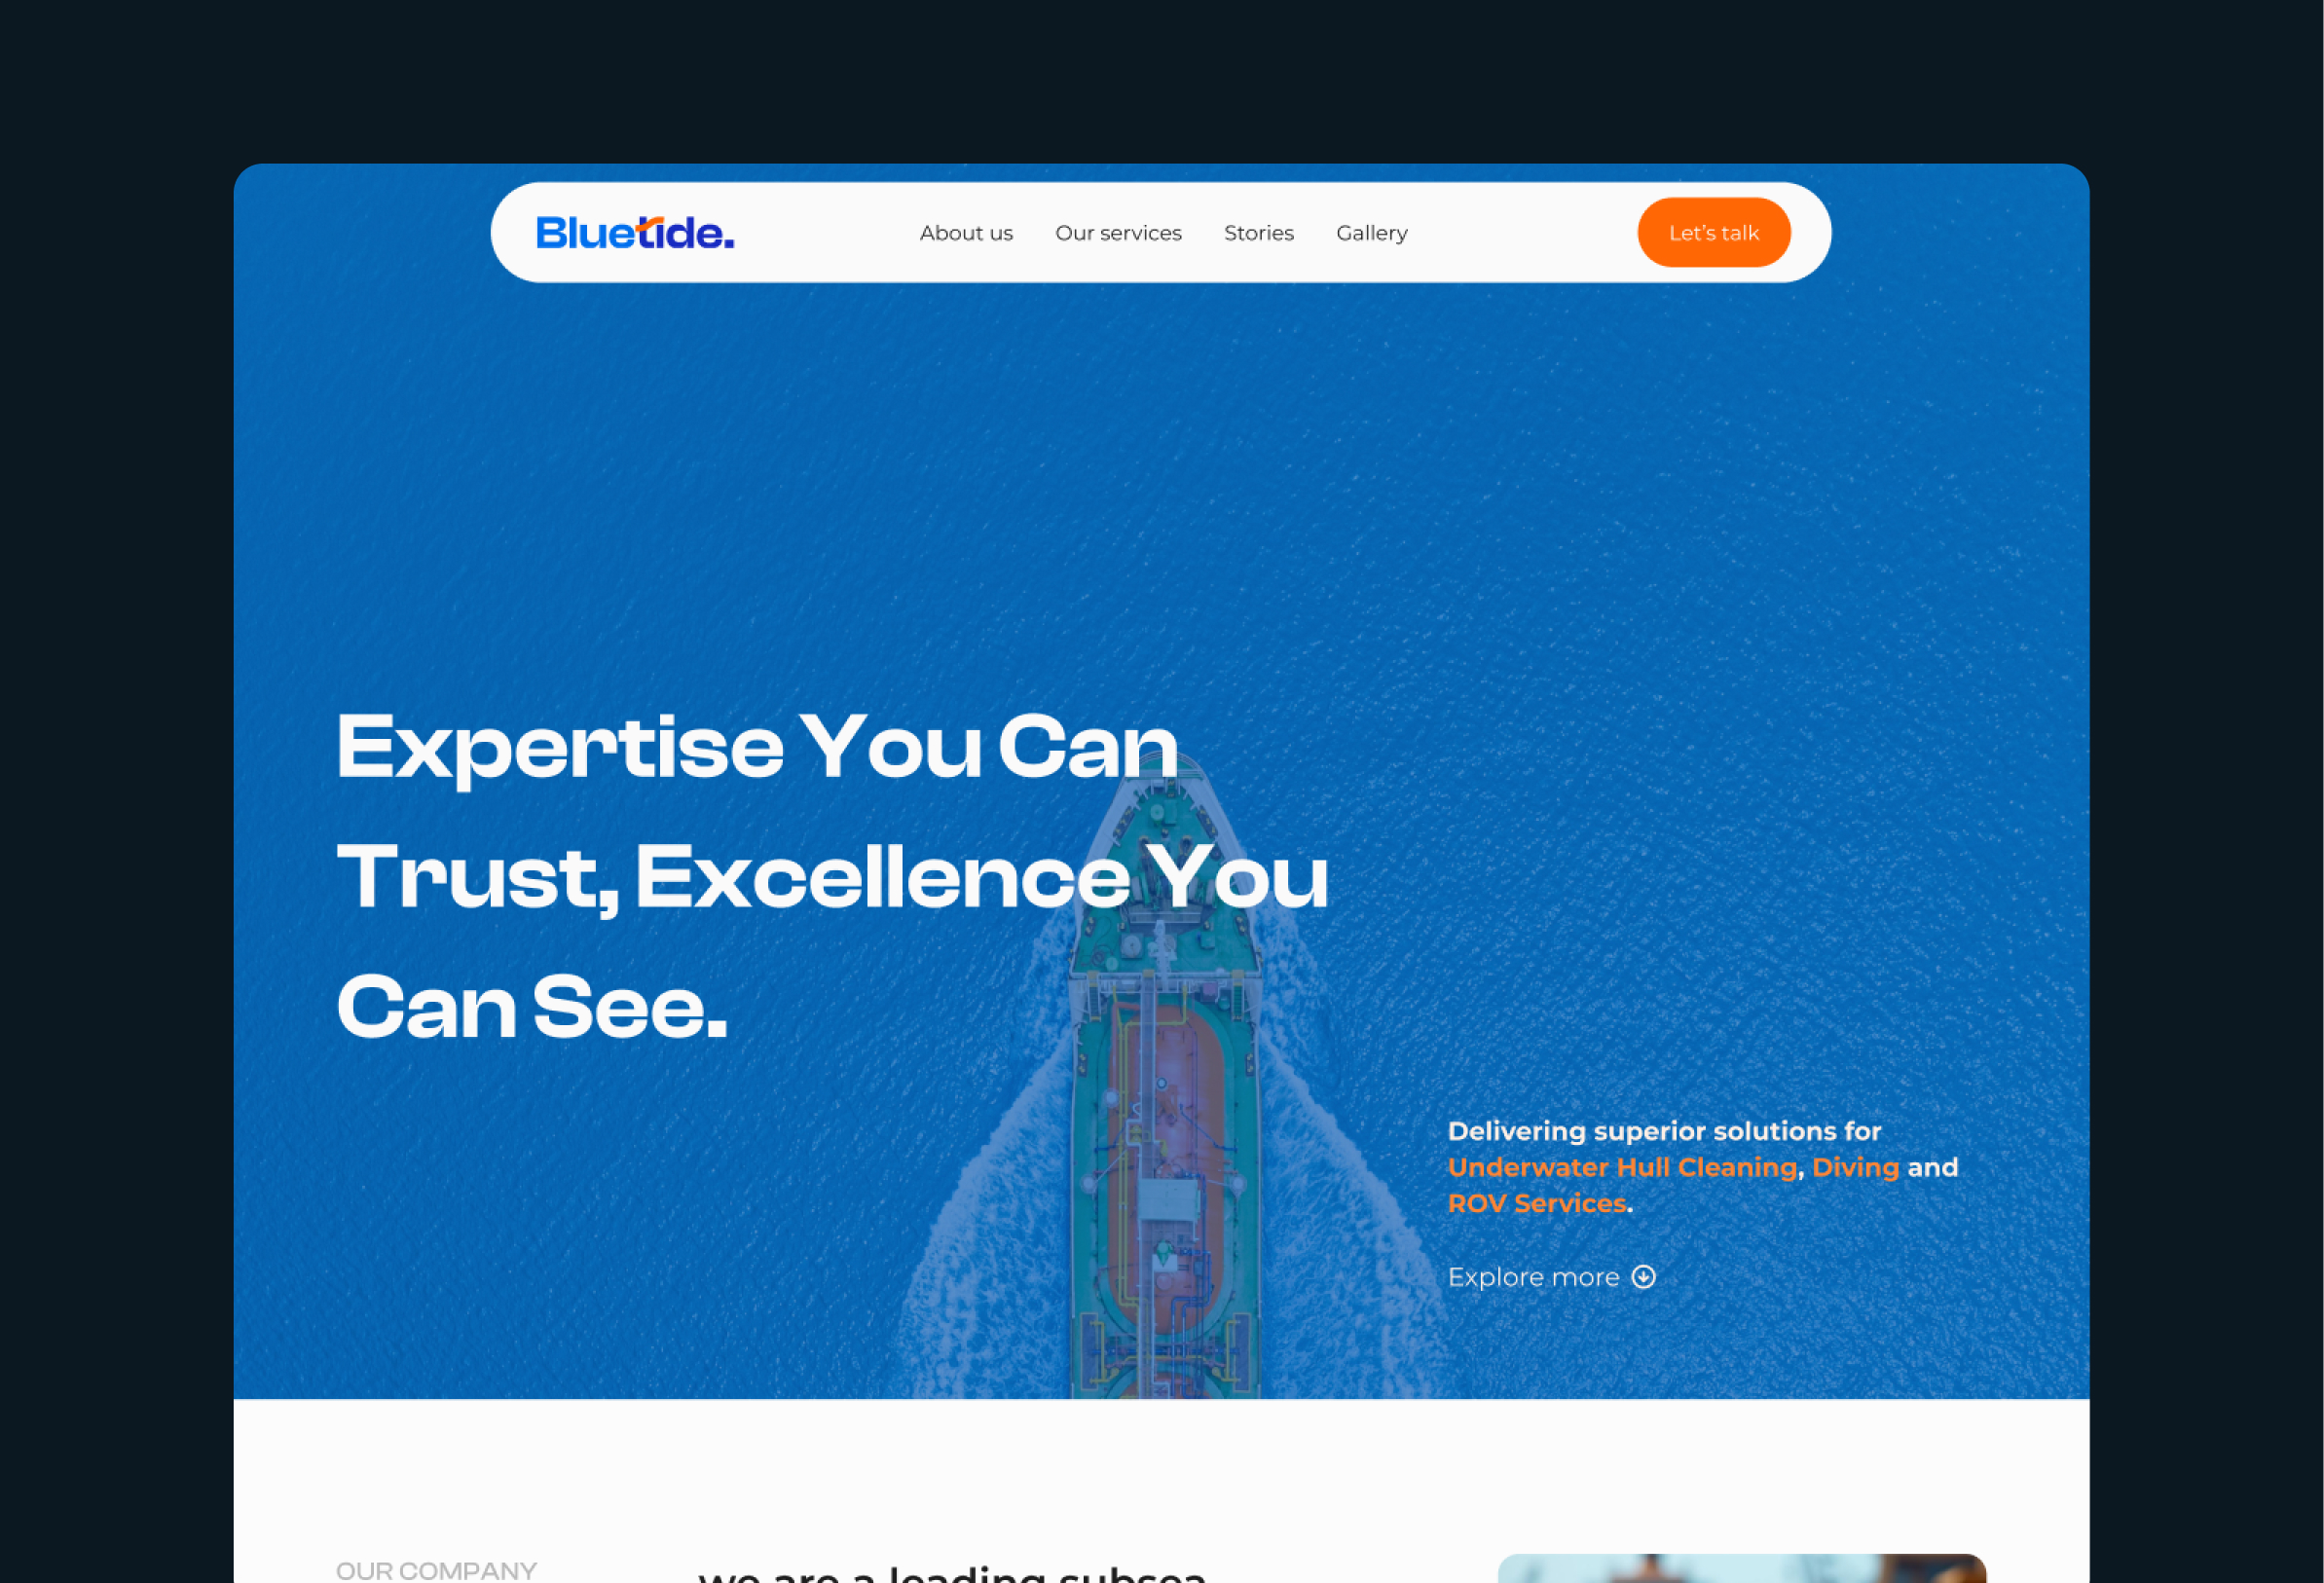 Bluetide.
About us
Our services
Stories
Gallery
Let's talk
Expertise You Can
Trust, Excellence You
Can See.
Delivering superior solutions for
Underwater Hull Cleaning, Diving and
ROV Services.
Explore more
OUR COMPANY
we are a leading subsea